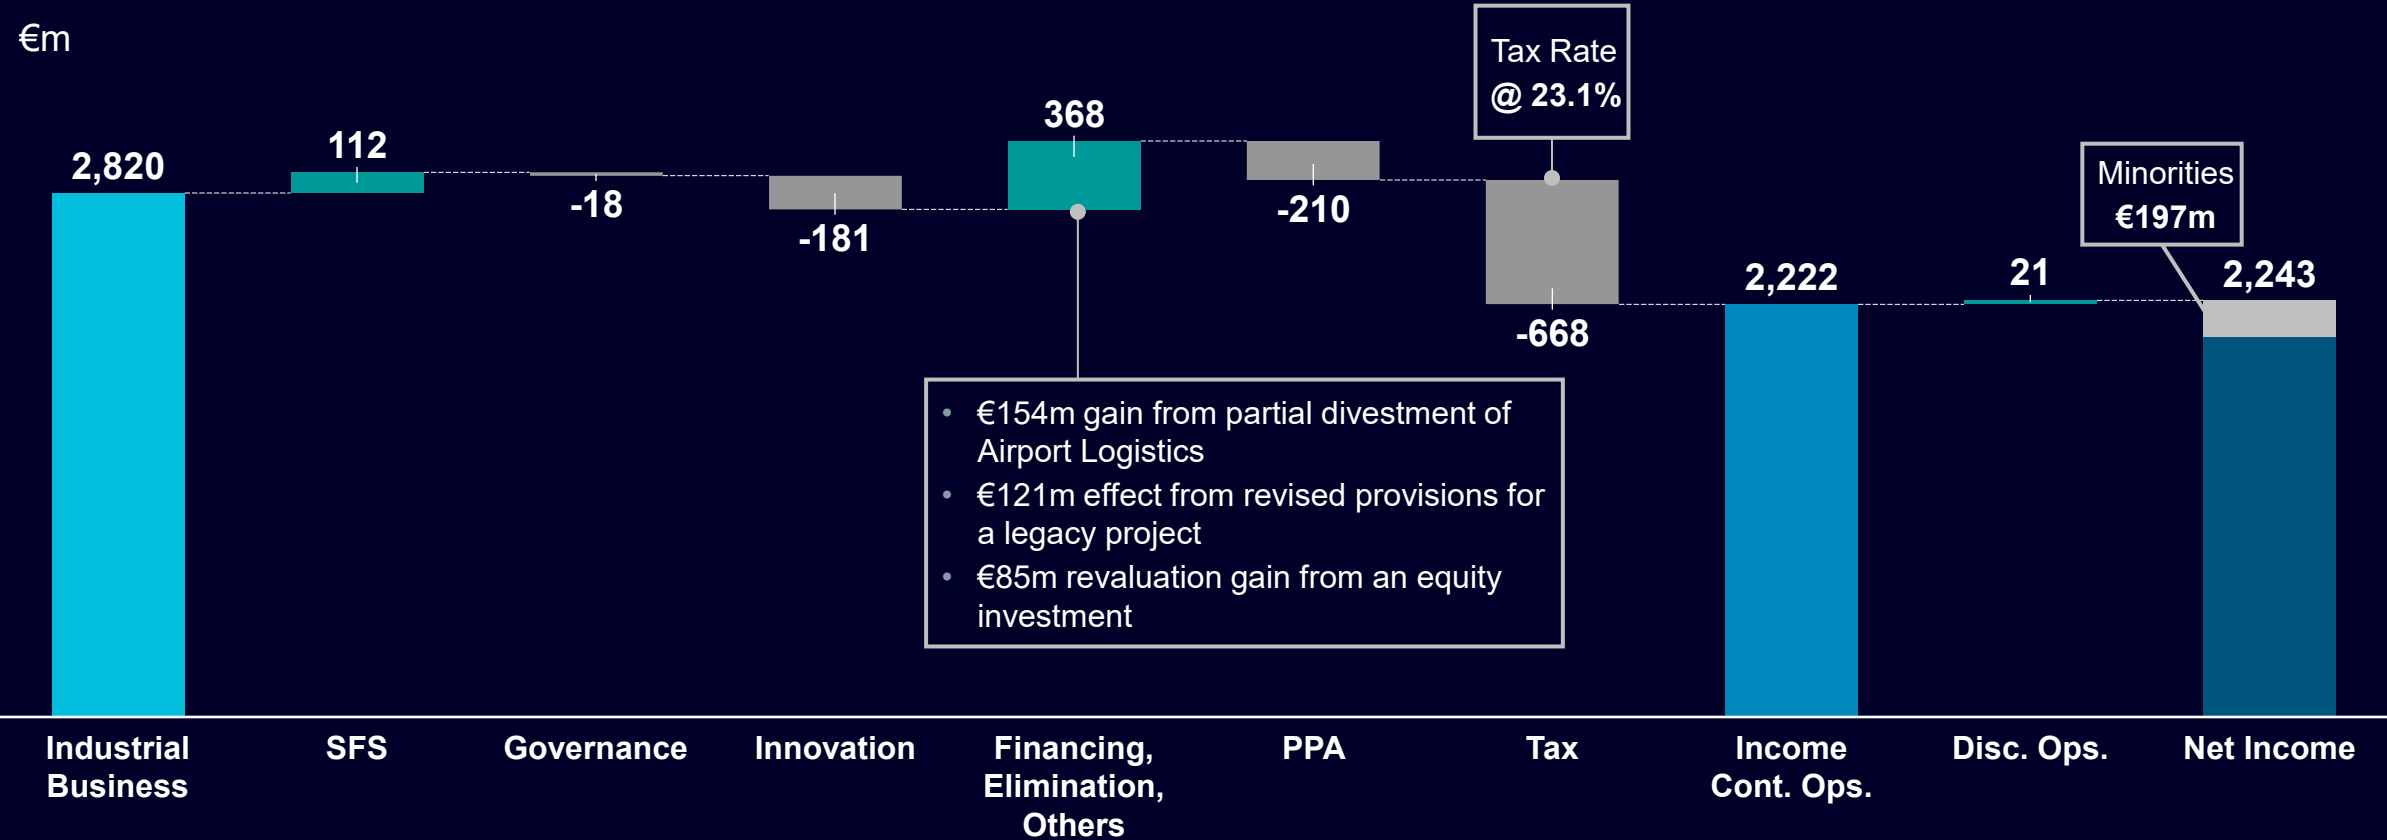 €m
2,820
112
-18
-181
368
-210
Tax Rate
@ 23.1%
-668
2,222
21
Minorities
€197m
2,243
• €154m gain from partial divestment of
Airport Logistics
• €121m effect from revised provisions for
a legacy project
• €85m revaluation gain from an equity
investment
Industrial
Business
SFS
Governance
Innovation
Financing,
Elimination,
Others
PPA
Tax
Income
Cont. Ops.
Disc. Ops.
Net Income